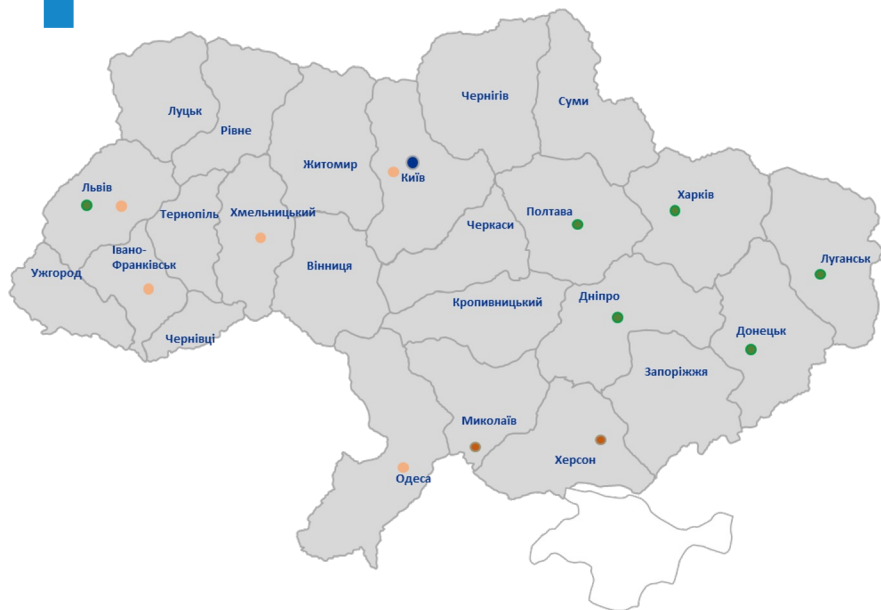 Чернігів
Суми
Луцьк
Рівне
Житомир
Київ
Львів
Тернопіль
Хмельницький
Черкаси
Полтава
Харків
Івано-
Франківськ
Ужгород
Вінниця
Луганськ
Кропивницький
Дніпро
Донецьк
Чернівці
Запоріжжя
Миколаїв
Херсон
Одеса